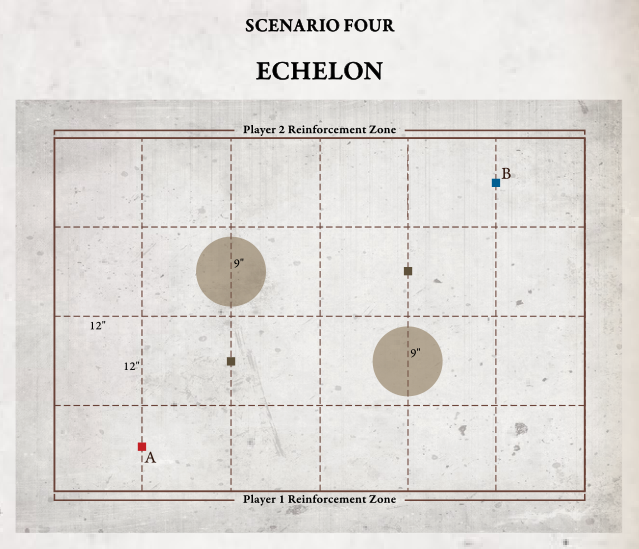 SCENARIO FOUR
ECHELON
Player 2 Reinforcement Zone
B
9"
12"
12"
9"
A
Player 1 Reinforcement Zone